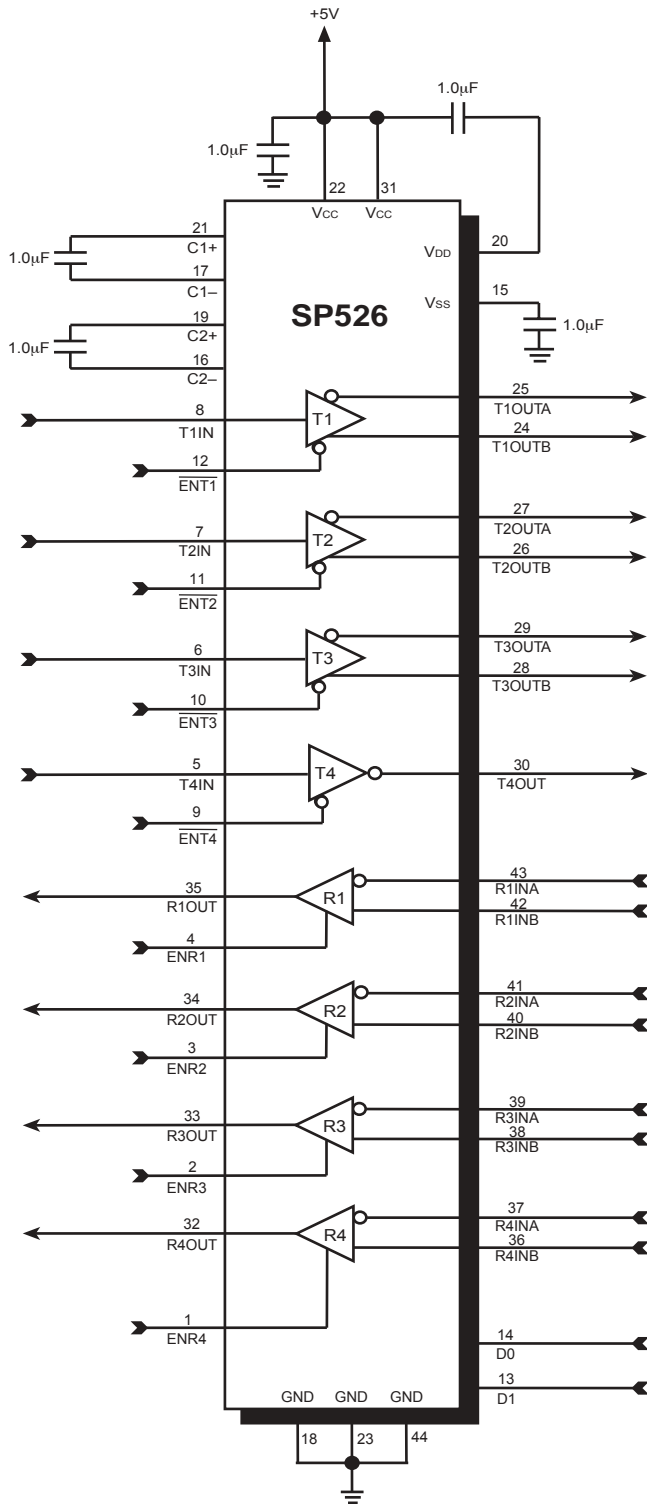 +5V
1.0µF
1.0µF
22
31
VCC
VCC
21
C1+
VDD
20
1.0µF
17
C1–
VSS
15
19
C2+
SP526
1.0µF
1.0µF
16
C2–
8
T1IN
T1
25
T1OUTA
24
T1OUTB
12
ENT1
7
T2IN
T2
27
T2OUTA
26
T2OUTB
11
ENT2
6
T3IN
T3
29
T3OUTA
28
T3OUTB
10
ENT3
5
T4IN
T4
30
T4OUT
9
ENT4
35
R1OUT
R1
43
R1INA
42
R1INB
4
ENR1
34
R2OUT
R2
41
R2INA
40
R2INB
3
ENR2
33
R3OUT
R3
39
R3INA
38
R3INB
2
ENR3
32
R4OUT
R4
37
R4INA
36
R4INB
1
ENR4
14
D0
13
D1
GND GND GND
18 23 44